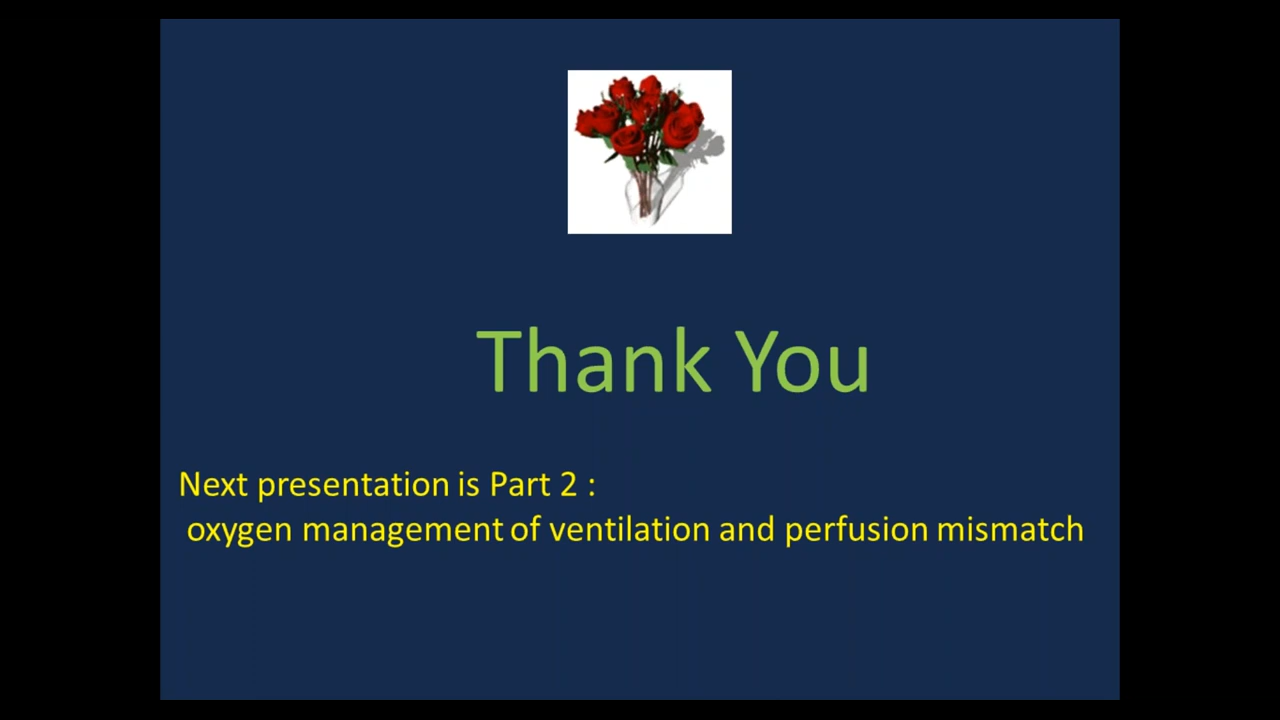 Thank You
Next presentation is Part 2 :
oxygen management of ventilation and perfusion mismatch